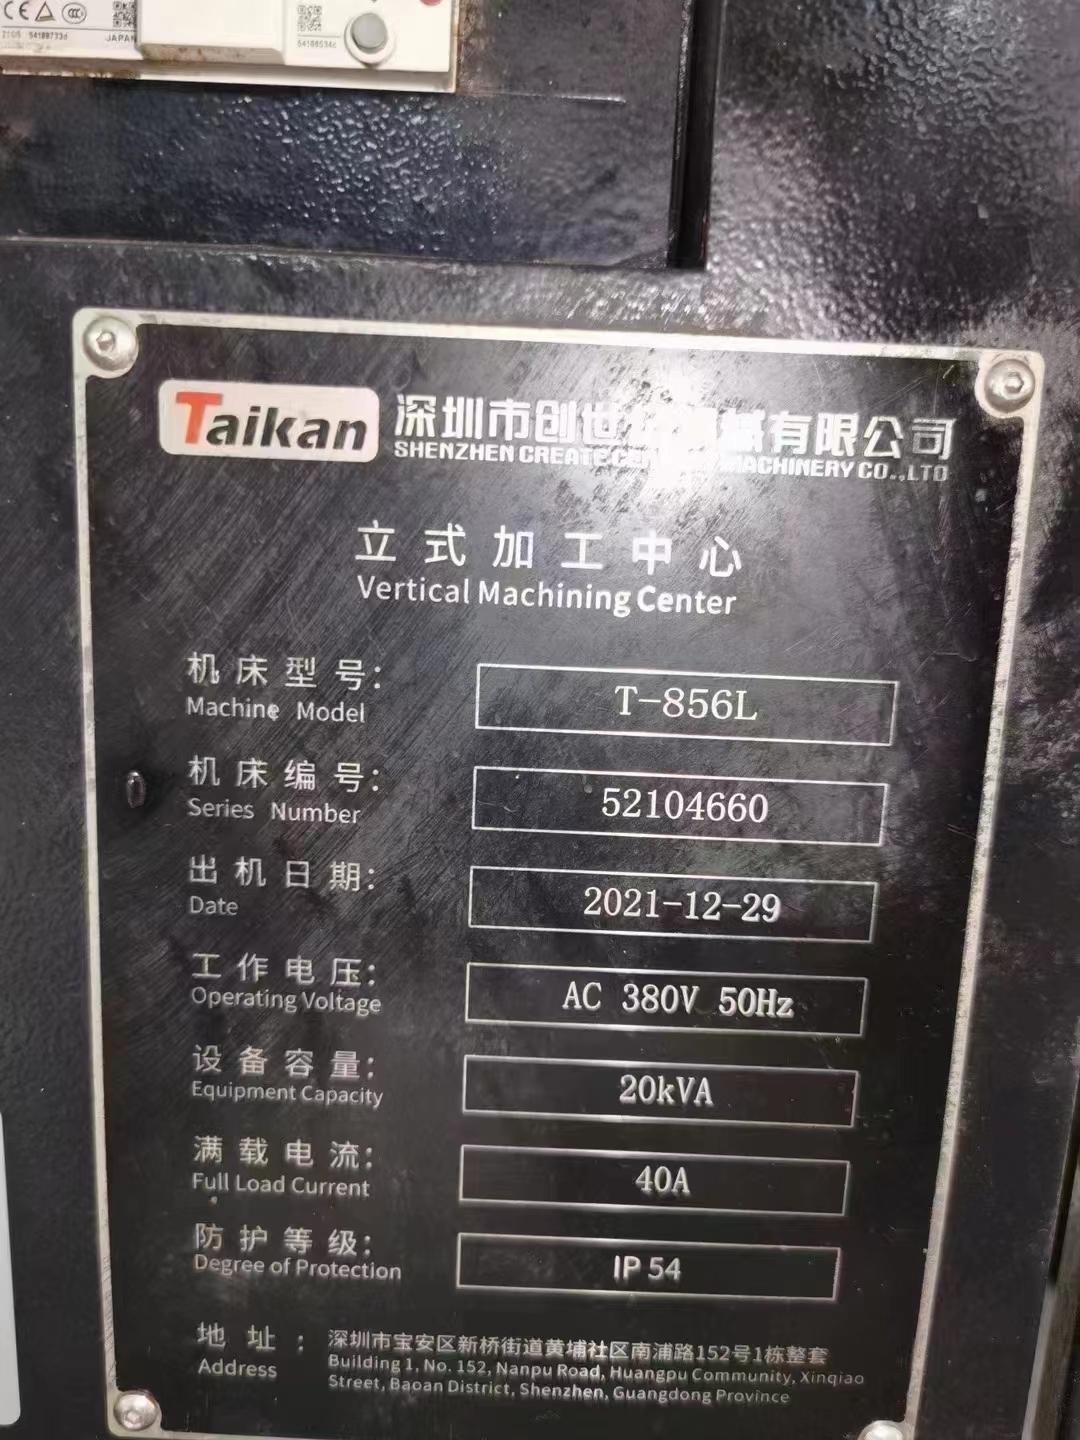 2105 54188733d
JAPAN
54188534c
Taikan
深圳市创世 械有限公司
SHENZHEN CREATE MACHINERY CO.,LTD
立式加工中心
Vertical Machining Center
机床型号: T-856L
Machine Model
机床编号: 52104660
Series Number
出机日期: 2021-12-29
Date
工作电压: AC 380V 50Hz
Operating Voltage
设备容量: 20kVA
Equipment Capacity
满载电流: 40A
Full Load Current
防护等级: IP 54
Degree of Protection
地址: 深圳市宝安区新桥街道黄埔社区南浦路152号1栋整套
Address Building 1, No. 152, Nanpu Road, Huangpu Community, Xinqiao
Street, Baoan District, Shenzhen, Guangdong Province